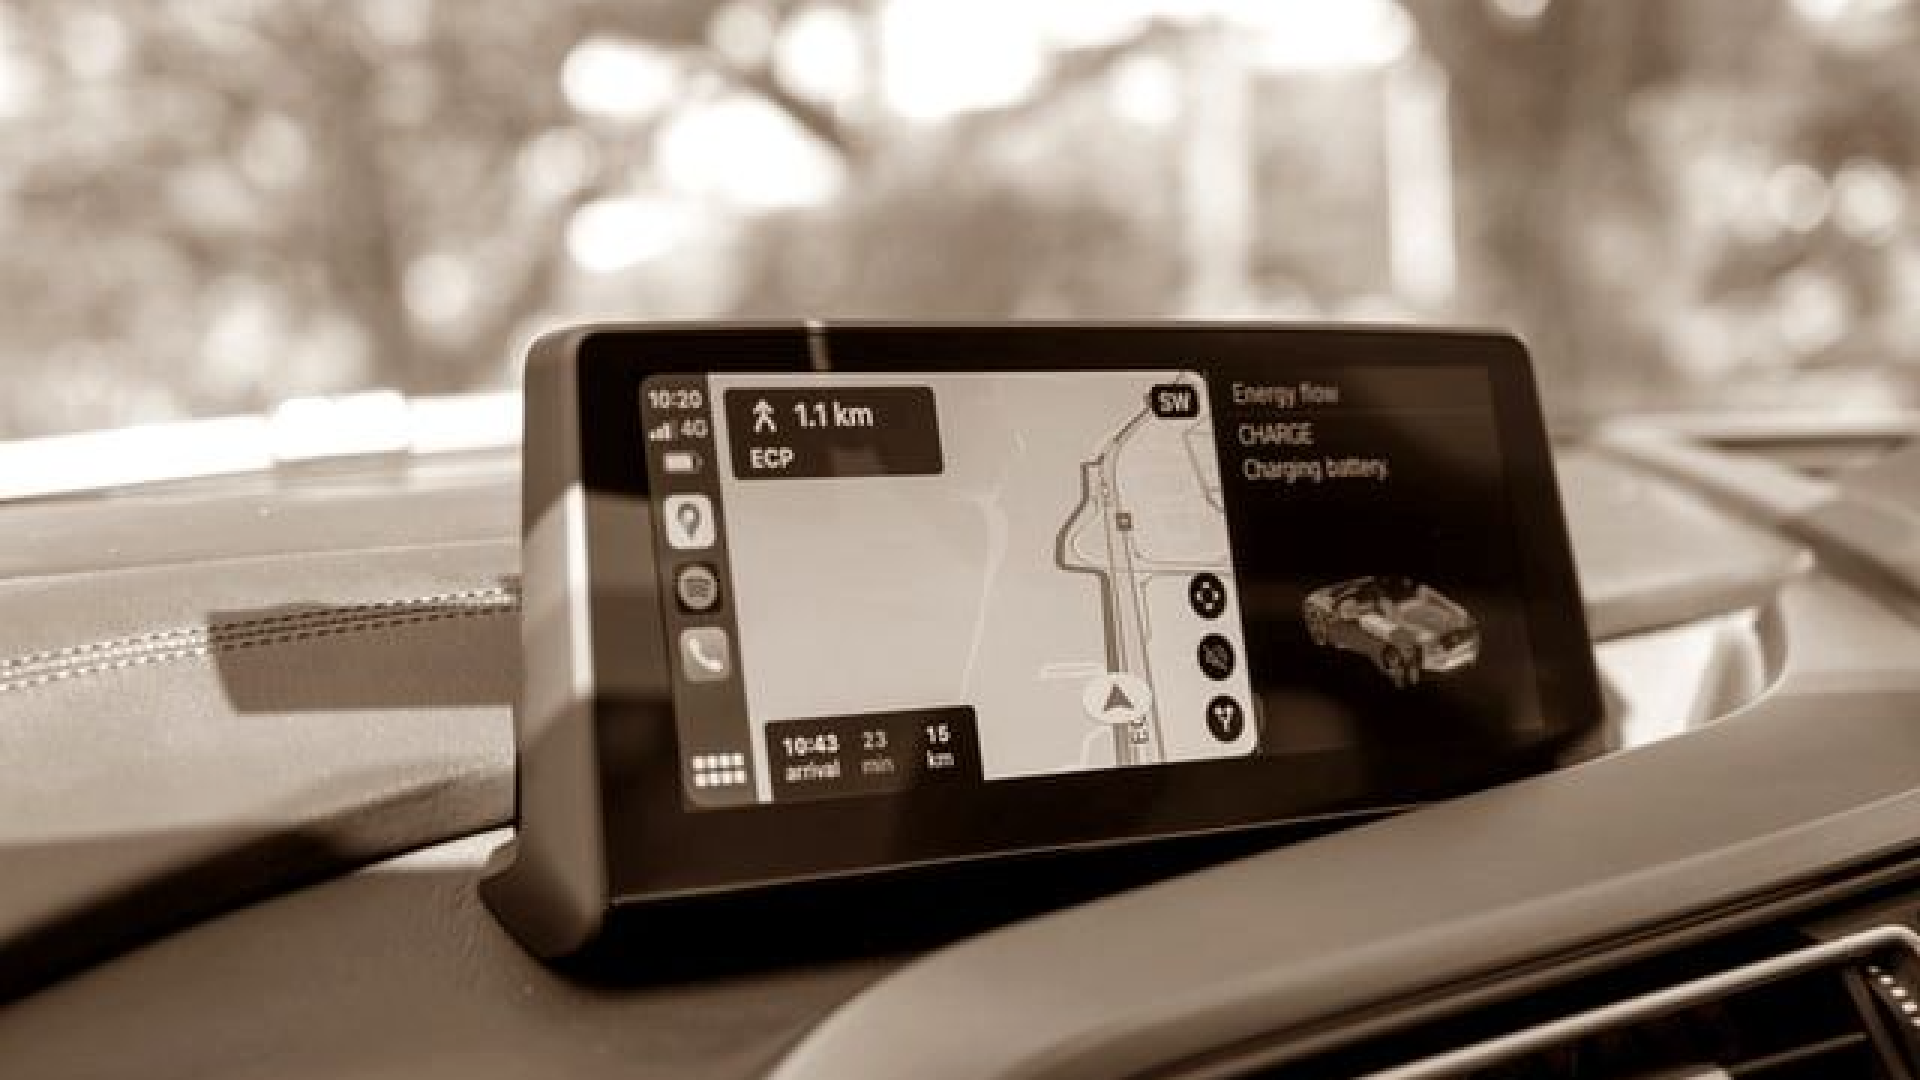 10:20
4G
1.1 km
ECP
SW
Energy flow
CHARGE
Charging battery.
10:43 23 15
arrival min km